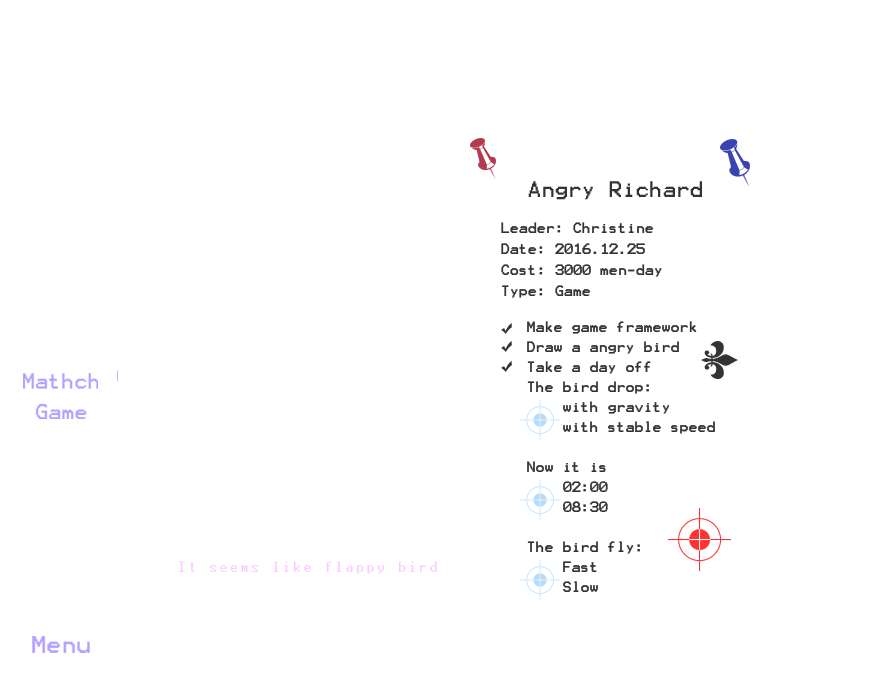 Angry Richard
Leader: Christine
Date: 2016.12.25
Cost: 3000 men-day
Type: Game
Make game framework
Draw a angry bird
Take a day off
The bird drop:
with gravity
with stable speed
Now it is
02:00
08:30
The bird fly:
Fast
Slow
Mathch
Game
It seems like flappy bird
Menu